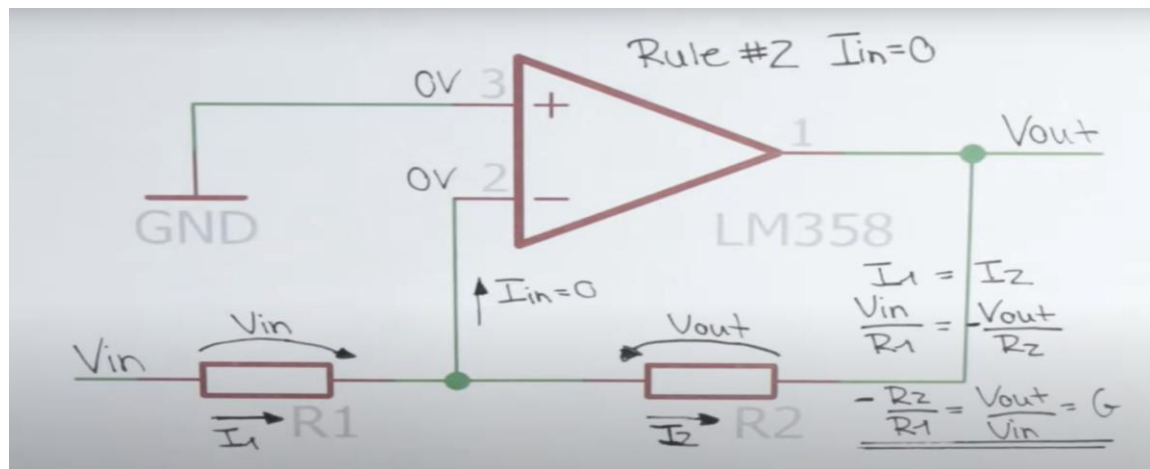 Rule #2 Iin=0
0V 3
+
1
Vout
0V 2
−
GND
LM358
Iin=0
I1 = I2
Vin/R1 = -Vout/R2
Vin
Vout
Vin
I1
R1
I2
R2
-R2/R1 = Vout/Vin = G